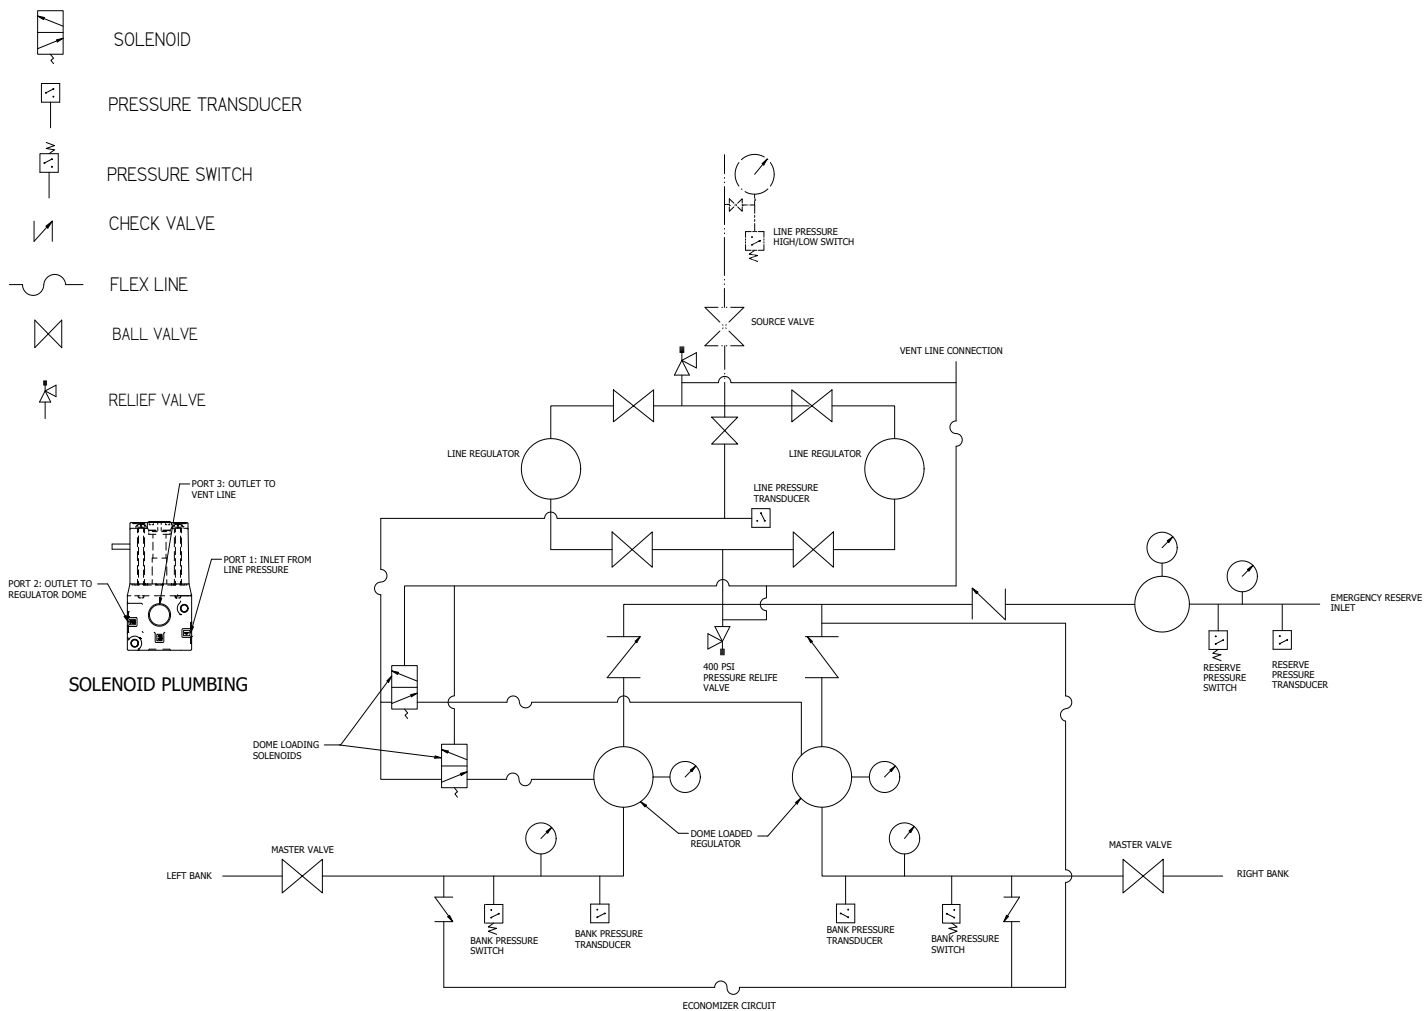 SOLENOID
PRESSURE TRANSDUCER
PRESSURE SWITCH
CHECK VALVE
FLEX LINE
BALL VALVE
RELIEF VALVE
LINE PRESSURE
HIGH/LOW SWITCH
SOURCE VALVE
VENT LINE CONNECTION
LINE REGULATOR
LINE REGULATOR
LINE PRESSURE
TRANSDUCER
PORT 3: OUTLET TO
VENT LINE
PORT 1: INLET FROM
LINE PRESSURE
PORT 2: OUTLET TO
REGULATOR DOME
SOLENOID PLUMBING
EMERGENCY RESERVE
INLET
RESERVE
PRESSURE
SWITCH
RESERVE
PRESSURE
TRANSDUCER
400 PSI
PRESSURE RELIFE
VALVE
DOME LOADING
SOLENOIDS
DOME LOADED
REGULATOR
MASTER VALVE
LEFT BANK
MASTER VALVE
RIGHT BANK
BANK PRESSURE
SWITCH
BANK PRESSURE
TRANSDUCER
BANK PRESSURE
TRANSDUCER
BANK PRESSURE
SWITCH
ECONOMIZER CIRCUIT